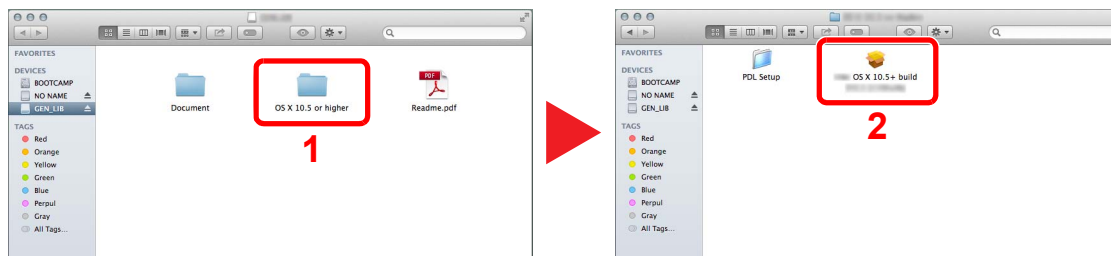 FAVORITES
DEVICES
BOOTCAMP
NO NAME
GEN_LIB
TAGS
Red
Orange
Yellow
Green
Blue
Perpul
Gray
All Tags...
Document
OS X 10.5 or higher
PDF
Readme.pdf
1
FAVORITES
DEVICES
BOOTCAMP
NO NAME
GEN_LIB
TAGS
Red
Orange
Yellow
Green
Blue
Perpul
Gray
All Tags...
PDL Setup
OS X 10.5+ build
2